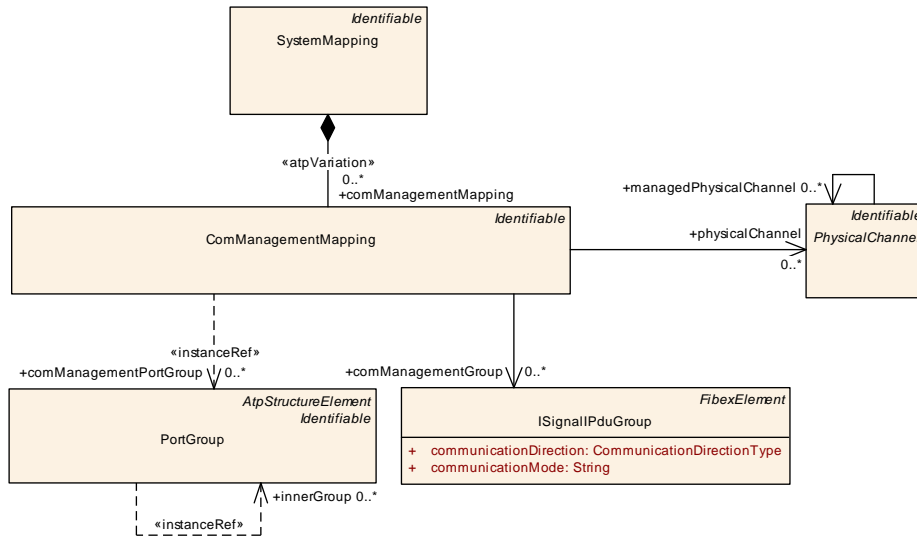 Identifiable
SystemMapping
«atpVariation»
0..*
+comManagementMapping
+managedPhysicalChannel 0..*
Identifiable
ComManagementMapping
+physicalChannel
0..*
Identifiable
PhysicalChannel
«instanceRef»
+comManagementPortGroup 0..*
+comManagementGroup 0..*
AtpStructureElement
Identifiable
PortGroup
FibexElement
ISignalIPduGroup
+ communicationDirection: CommunicationDirectionType
+ communicationMode: String
+innerGroup 0..*
«instanceRef»